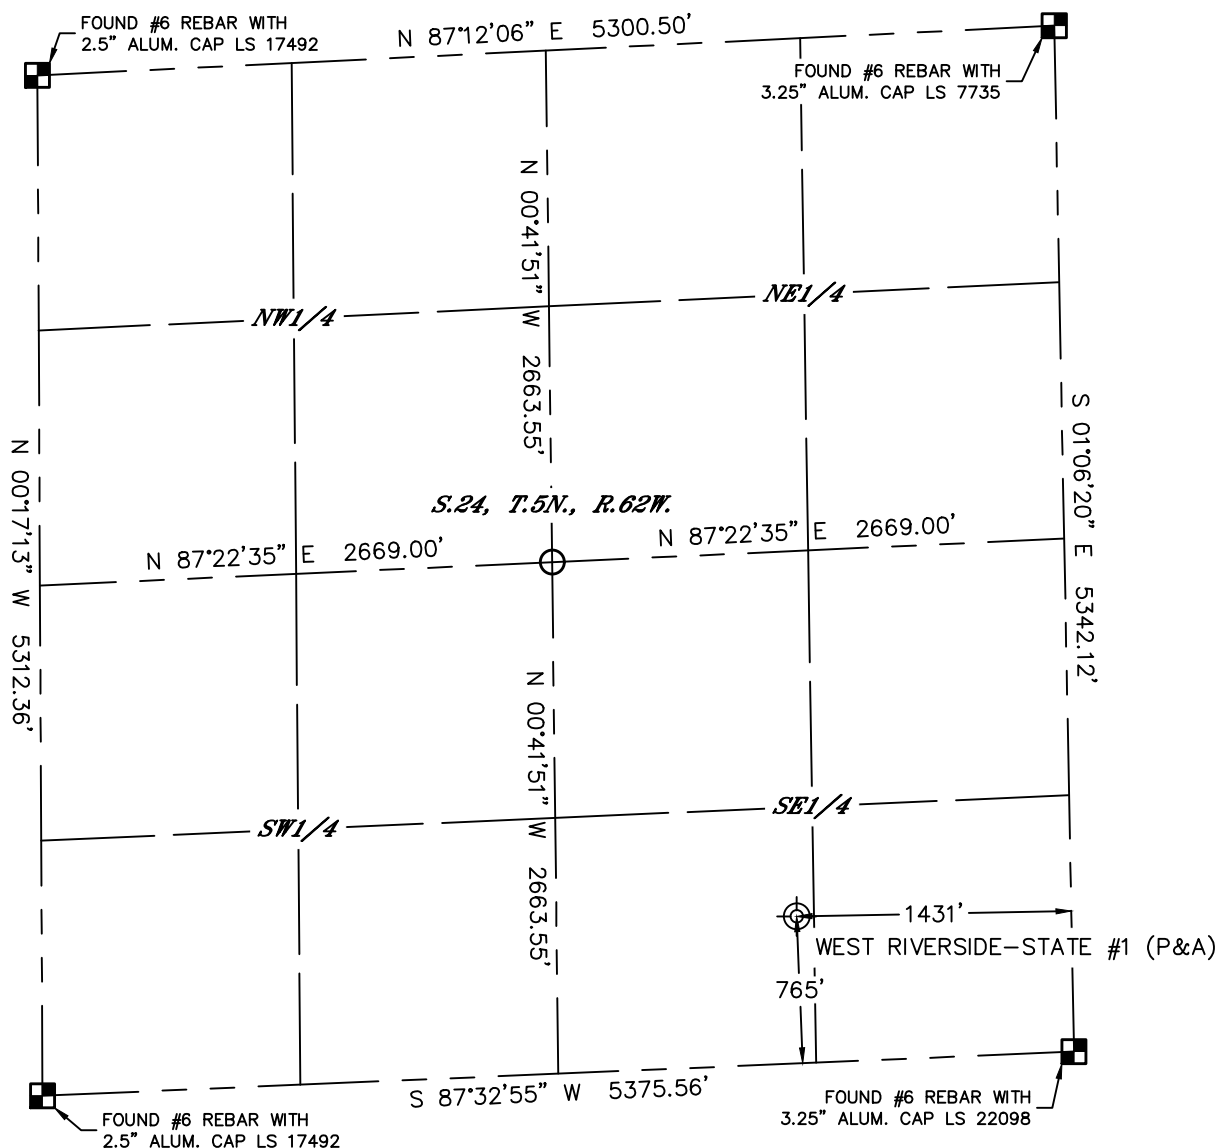 FOUND #6 REBAR WITH
2.5" ALUM. CAP LS 17492
N 87°12'06" E 5300.50'
FOUND #6 REBAR WITH
3.25" ALUM. CAP LS 7735
N 00°41'51" W 2663.55'
NW1/4
NE1/4
N 00°17'13" W 5312.36'
S 01°06'20" E 5342.12'
S.24, T.5N., R.62W.
N 87°22'35" E 2669.00'
N 87°22'35" E 2669.00'
N 00°41'51" W 2663.55'
SW1/4
SE1/4
1431'
WEST RIVERSIDE-STATE #1 (P&A)
765'
S 87°32'55" W 5375.56'
FOUND #6 REBAR WITH
3.25" ALUM. CAP LS 22098
FOUND #6 REBAR WITH
2.5" ALUM. CAP LS 17492